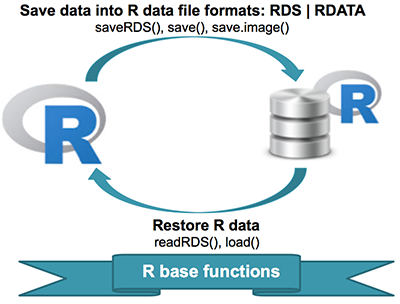 Save data into R data file formats: RDS | RDATA
saveRDS(), save(), save.image()
R
R
Restore R data
readRDS(), load()
R base functions